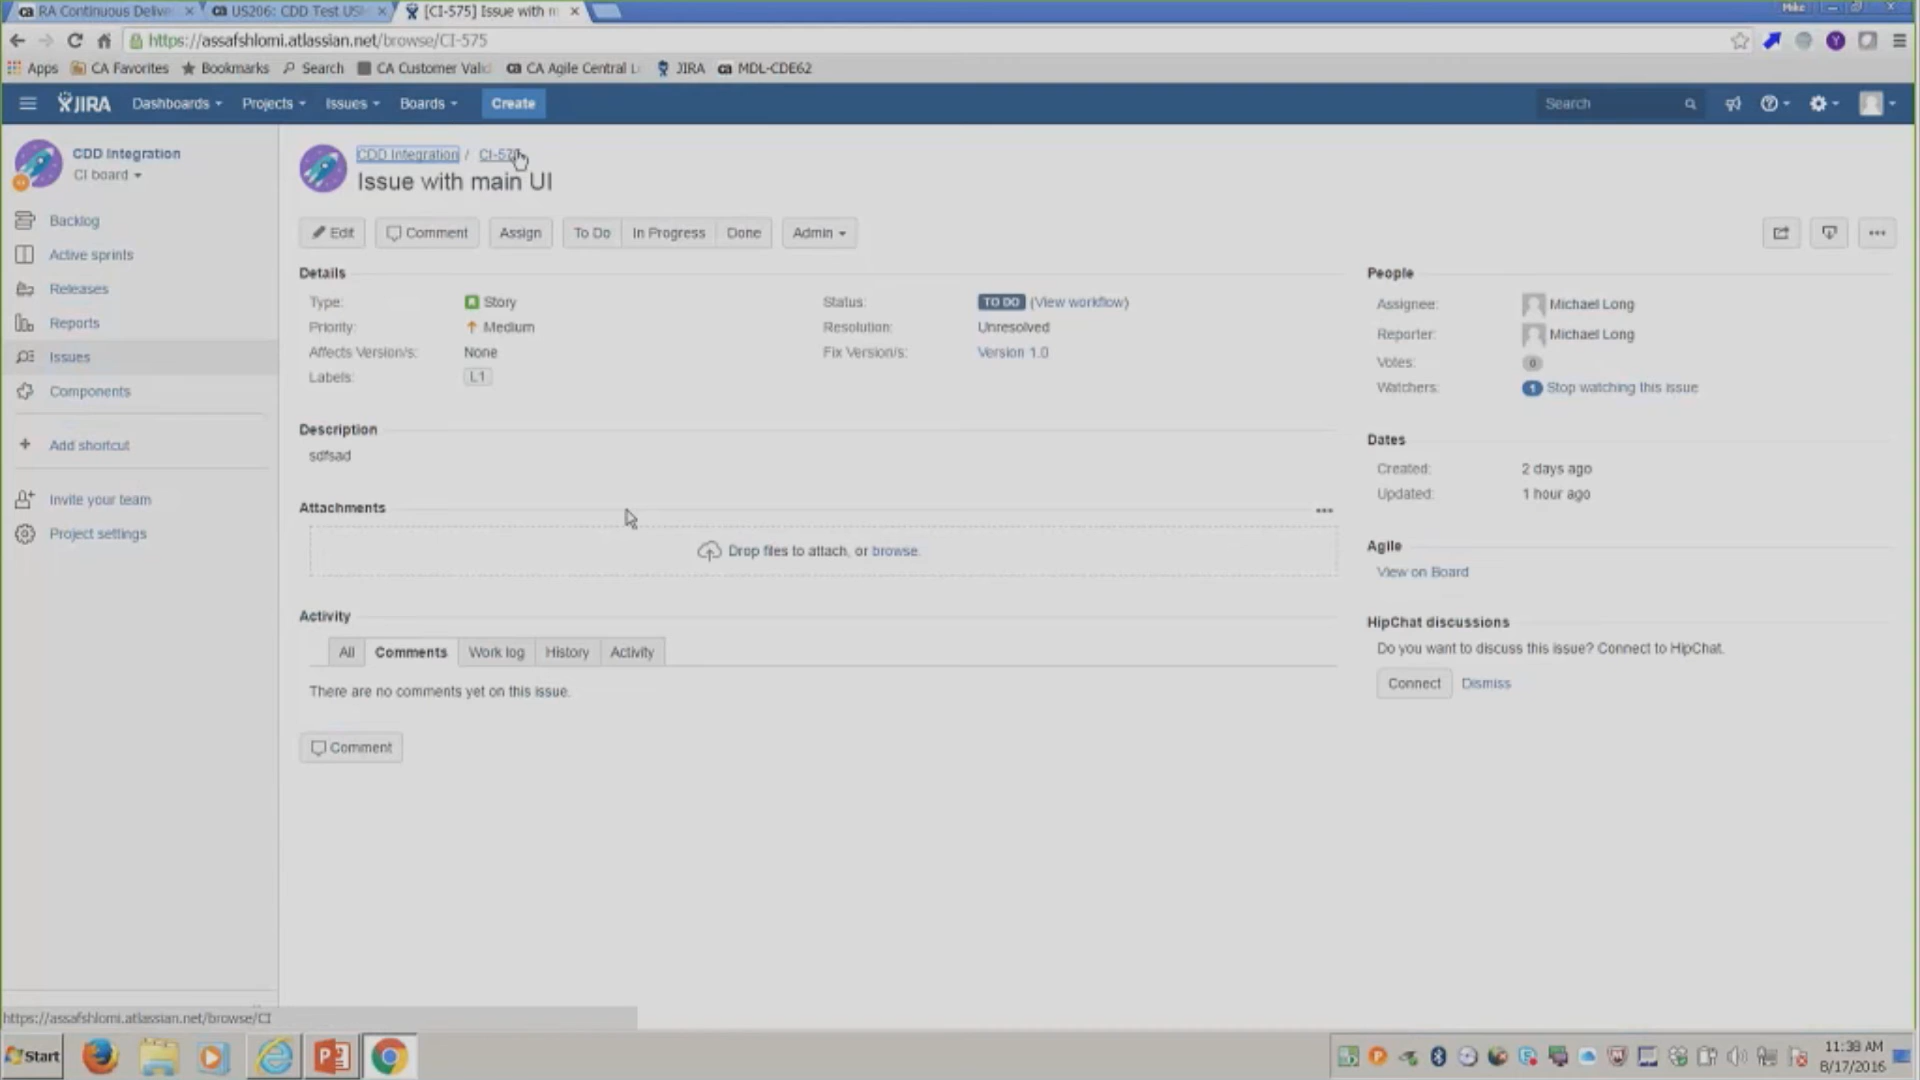 RA Continuous Deliver
US206: CDD Test US
[CI-575] Issue with m
Mike
https://assafshlomi.atlassian.net/browse/CI-575
Apps
CA Favorites
Bookmarks
Search
CA Customer Valid
CA Agile Central L
JIRA
MDL-CDE62
JIRA
Dashboards
Projects
Issues
Boards
Create
Search
CDD Integration
CI board
Backlog
Active sprints
Releases
Reports
Issues
Components
Add shortcut
Invite your team
Project settings
CDD Integration / CI-57
Issue with main UI
Edit
Comment
Assign
To Do
In Progress
Done
Admin
Details
Type: Story
Priority: Medium
Affects Version/s: None
Labels: L1
Status: TO DO (View workflow)
Resolution: Unresolved
Fix Version/s: Version 1.0
Description
sdfsad
Attachments
Drop files to attach, or browse.
Activity
All
Comments
Work log
History
Activity
There are no comments yet on this issue.
Comment
People
Assignee: Michael Long
Reporter: Michael Long
Votes: 0
Watchers: 1 Stop watching this issue
Dates
Created: 2 days ago
Updated: 1 hour ago
Agile
View on Board
HipChat discussions
Do you want to discuss this issue? Connect to HipChat.
Connect
Dismiss
https://assafshlomi.atlassian.net/browse/CI
Start
11:38 AM
8/17/2016